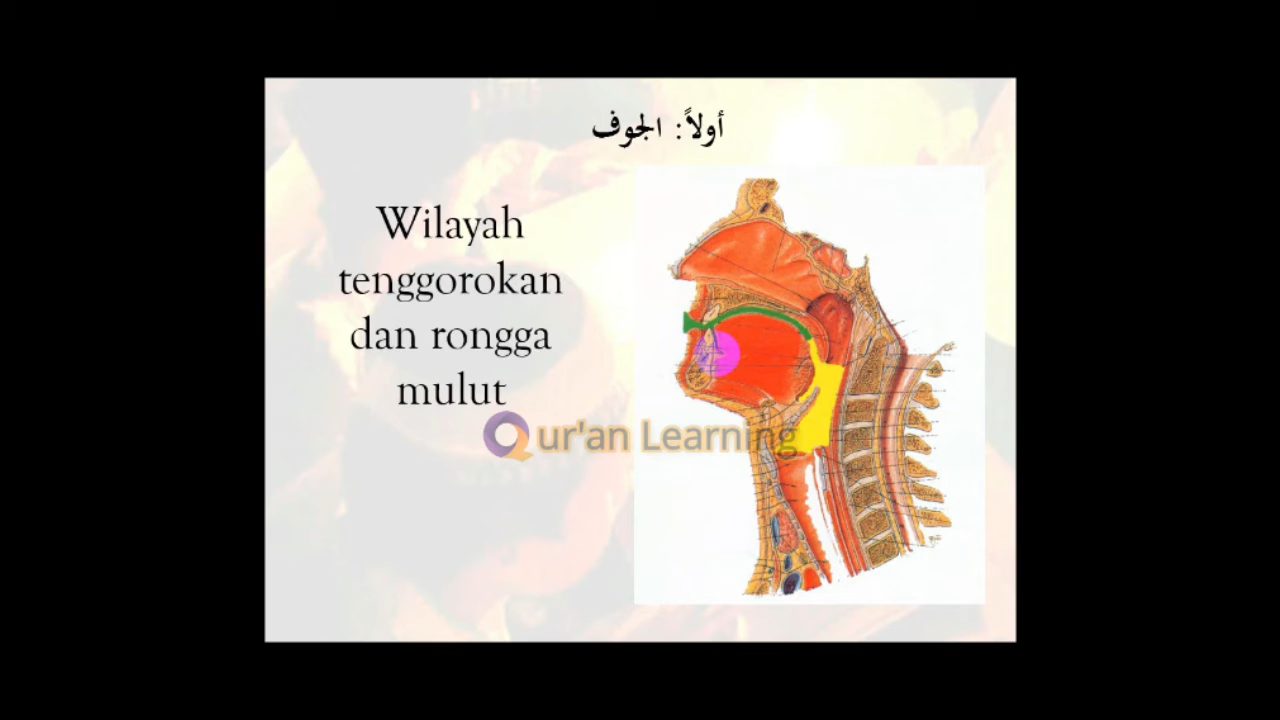 أولاً: الجوف
Wilayah
tenggorokan
dan rongga
mulut
Qur'an Learning